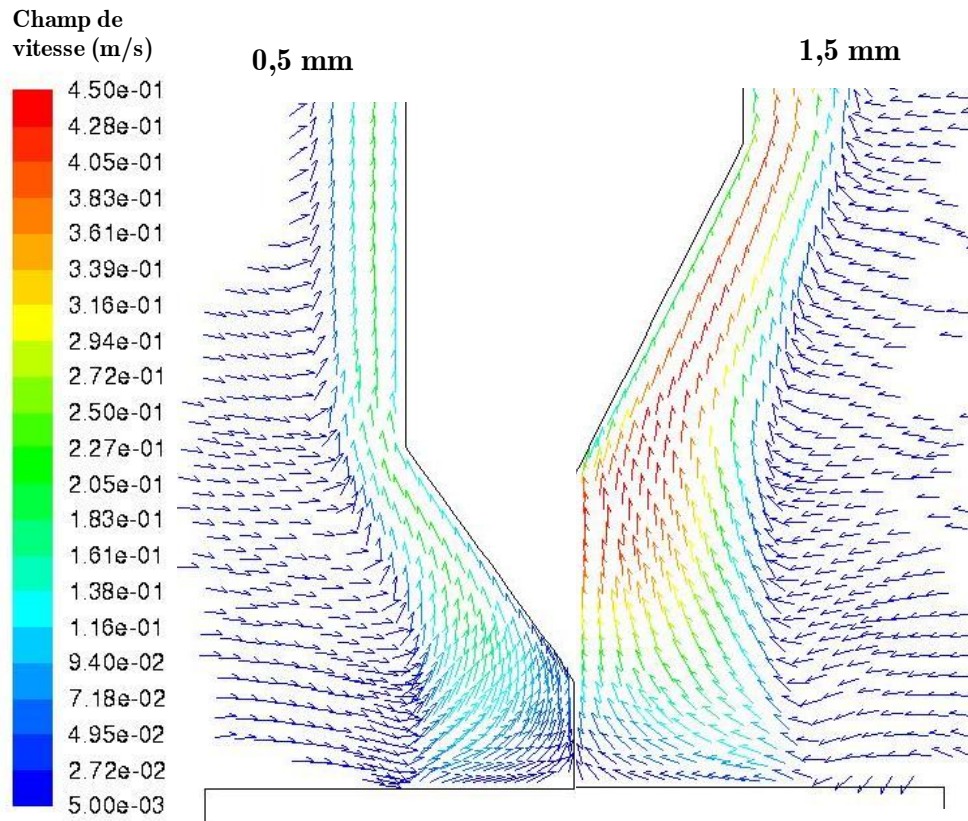 Champ de
vitesse (m/s)
0,5 mm
1,5 mm
4.50e-01
4.28e-01
4.05e-01
3.83e-01
3.61e-01
3.39e-01
3.16e-01
2.94e-01
2.72e-01
2.50e-01
2.27e-01
2.05e-01
1.83e-01
1.61e-01
1.38e-01
1.16e-01
9.40e-02
7.18e-02
4.95e-02
2.72e-02
5.00e-03